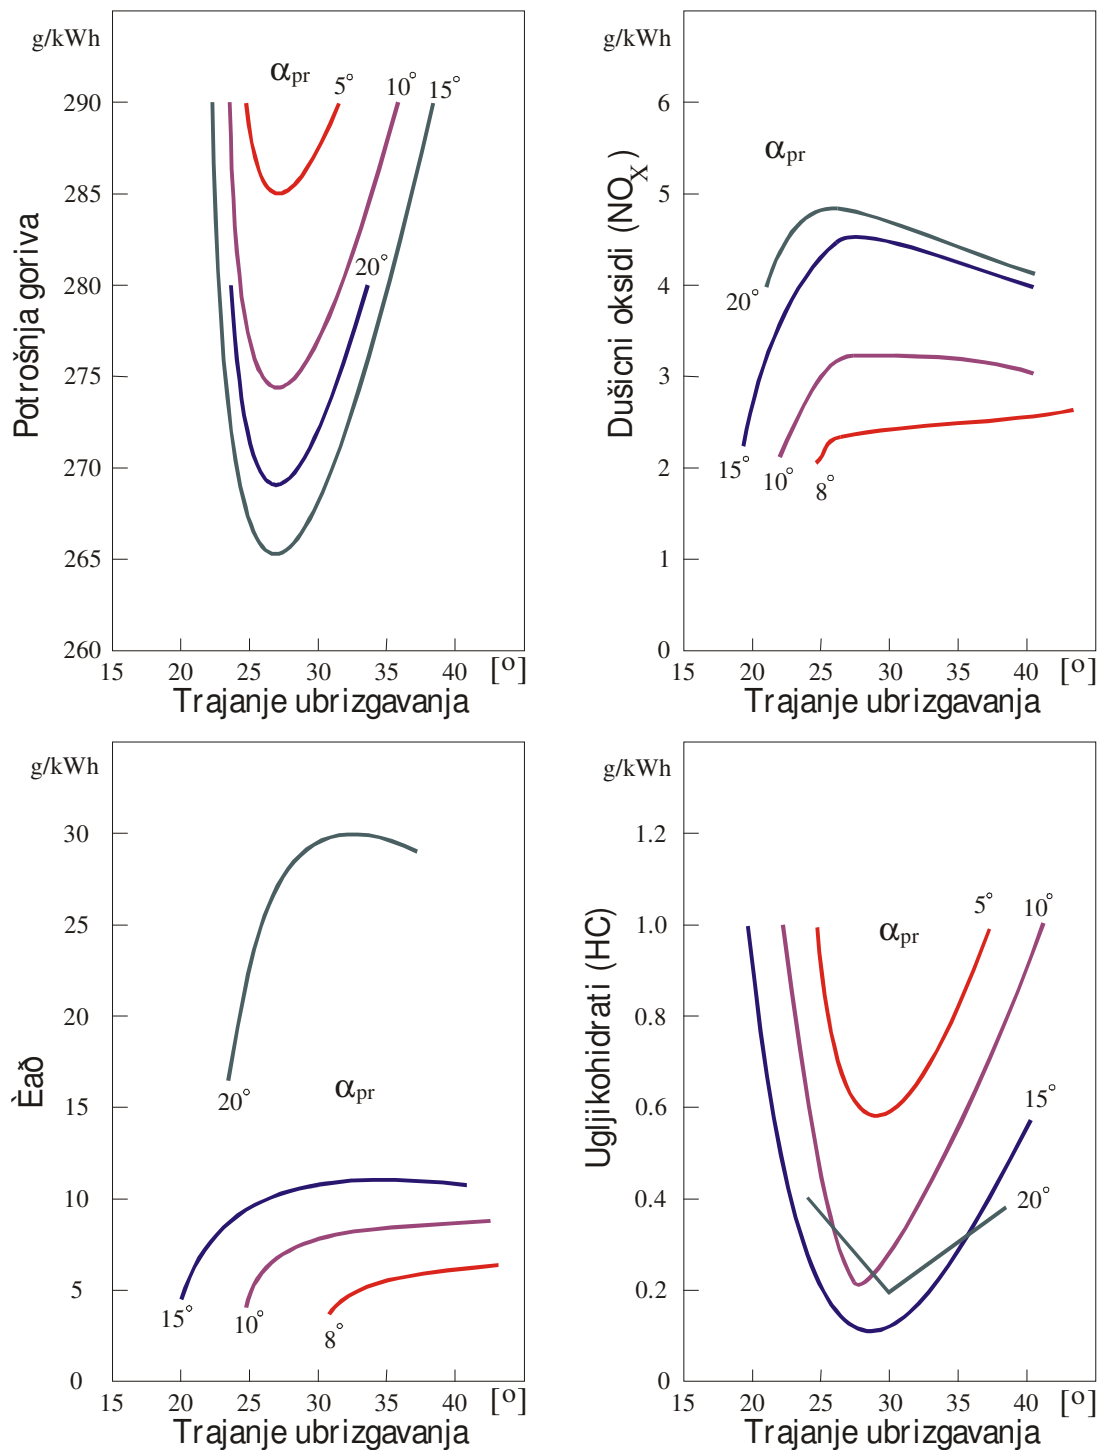 g/kWh
α pr
5°
10°
15°
20°
290
285
280
275
270
265
260
15 20 25 30 35 40 [°]
Potrošnja goriva
Trajanje ubrizgavanja
g/kWh
α pr
20°
15°
10°
8°
6
5
4
3
2
1
0
15 20 25 30 35 40 [°]
Dušicni oksidi (NOX)
Trajanje ubrizgavanja
g/kWh
20°
α pr
15°
10°
8°
30
25
20
15
10
5
0
15 20 25 30 35 40 [°]
Èað
Trajanje ubrizgavanja
g/kWh
5°
10°
α pr
15°
20°
1.2
1.0
0.8
0.6
0.4
0.2
0
15 20 25 30 35 40 [°]
Ugljikohidrati (HC)
Trajanje ubrizgavanja